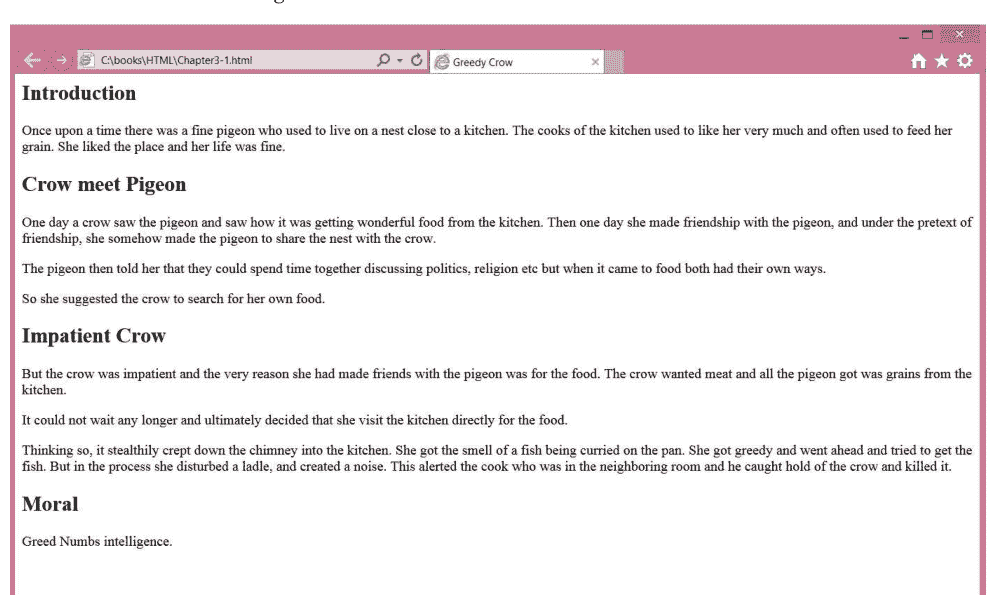 C:\books\HTML\Chapter3-1.html
Greedy Crow
Introduction
Once upon a time there was a fine pigeon who used to live on a nest close to a kitchen. The cooks of the kitchen used to like her very much and often used to feed her
grain. She liked the place and her life was fine.
Crow meet Pigeon
One day a crow saw the pigeon and saw how it was getting wonderful food from the kitchen. Then one day she made friendship with the pigeon, and under the pretext of
friendship, she somehow made the pigeon to share the nest with the crow.
The pigeon then told her that they could spend time together discussing politics, religion etc but when it came to food both had their own ways.
So she suggested the crow to search for her own food.
Impatient Crow
But the crow was impatient and the very reason she had made friends with the pigeon was for the food. The crow wanted meat and all the pigeon got was grains from the
kitchen.
It could not wait any longer and ultimately decided that she visit the kitchen directly for the food.
Thinking so, it stealthily crept down the chimney into the kitchen. She got the smell of a fish being curried on the pan. She got greedy and went ahead and tried to get the
fish. But in the process she disturbed a ladle, and created a noise. This alerted the cook who was in the neighboring room and he caught hold of the crow and killed it.
Moral
Greed Numbs intelligence.